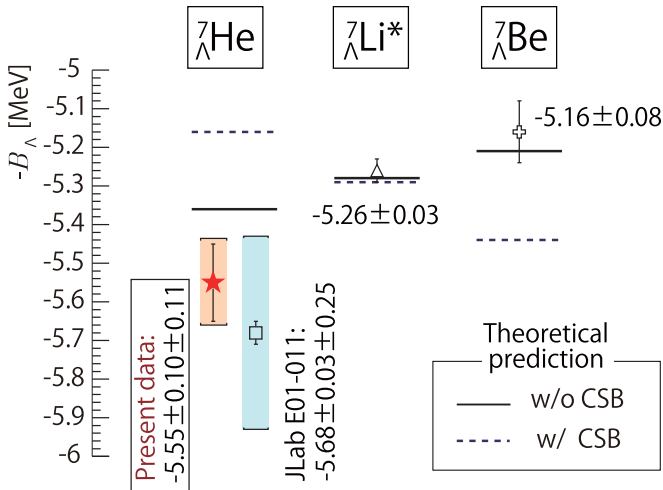 ⁷ΛHe
⁷ΛLi*
⁷ΛBe
-B_Λ [MeV]
-5
-5.1
-5.2
-5.3
-5.4
-5.5
-5.6
-5.7
-5.8
-5.9
-6
-5.16±0.08
-5.26±0.03
Present data:
-5.55±0.10±0.11
JLab E01-011:
-5.68±0.03±0.25
Theoretical
prediction
w/o CSB
w/ CSB